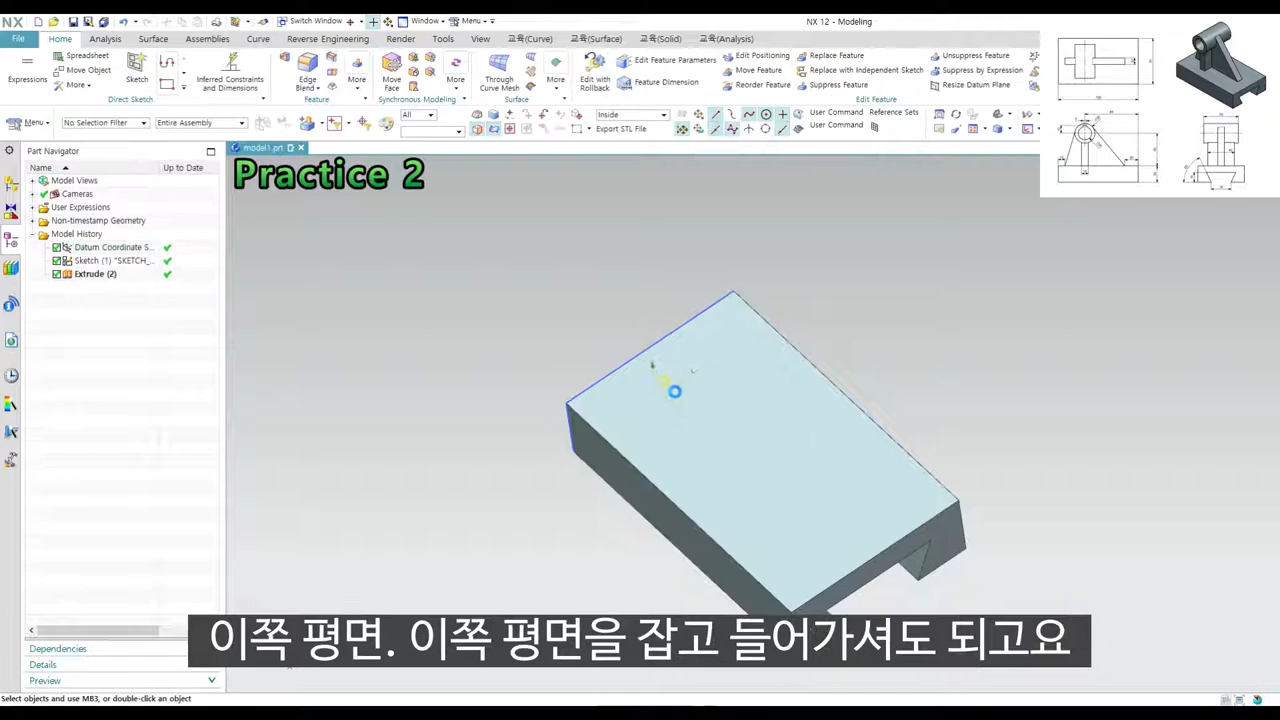 NX
Switch Window
Window
Menu
NX 12 - Modeling
File
Home
Analysis
Surface
Assemblies
Curve
Reverse Engineering
Render
Tools
View
교육(Curve)
교육(Surface)
교육(Solid)
교육(Analysis)
Expressions
Spreadsheet
Move Object
More
Sketch
Direct Sketch
Inferred Constraints
and Dimensions
Edge
Blend
More
Feature
Move
Face
More
Synchronous Modeling
Through
Curve Mesh
More
Surface
Edit with
Rollback
Edit Feature Parameters
Feature Dimension
Edit Positioning
Move Feature
Reorder Feature
Replace Feature
Replace with Independent Sketch
Suppress Feature
Unsuppress Feature
Suppress by Expression
Resize Datum Plane
Edit Feature
Menu
No Selection Filter
Entire Assembly
All
Inside
Export STL File
User Command
User Command
Reference Sets
Part Navigator
model1.prt
Practice 2
Name
Up to Date
Model Views
Cameras
User Expressions
Non-timestamp Geometry
Model History
Datum Coordinate S...
Sketch (1) "SKETCH_...
Extrude (2)
이쪽 평면. 이쪽 평면을 잡고 들어가셔도 되고요
Dependencies
Details
Preview
Select objects and use MB3, or double-click an object